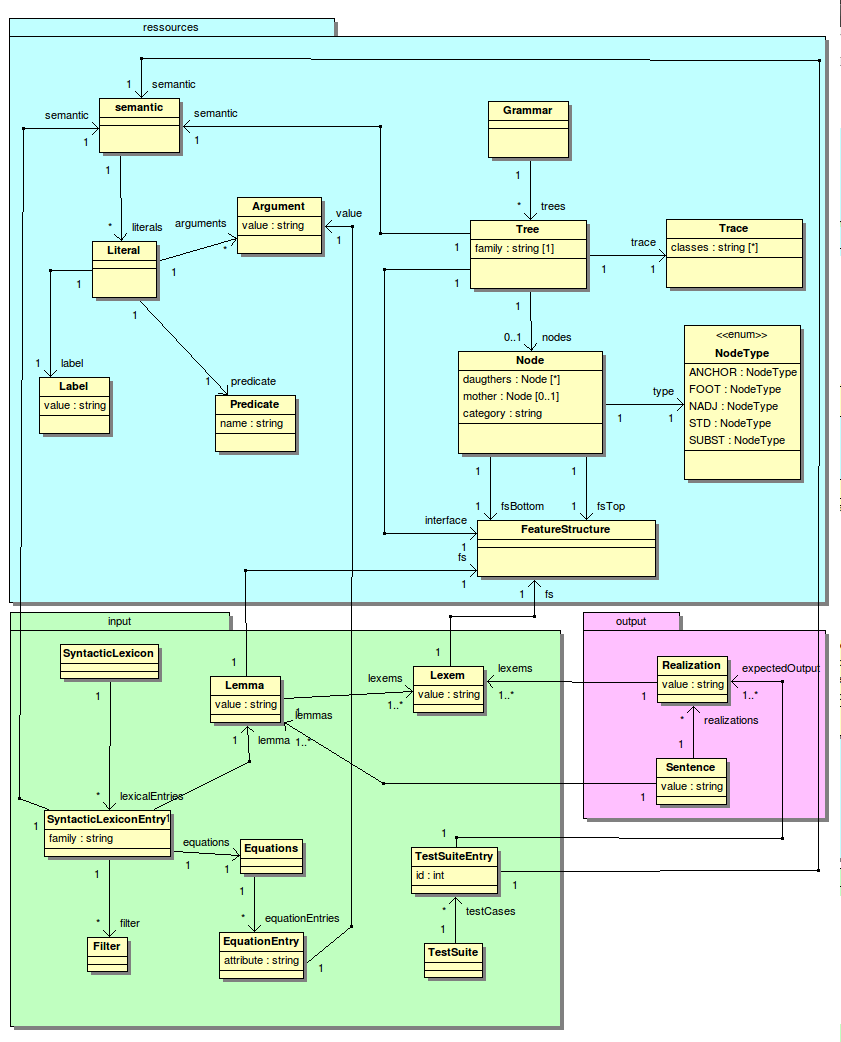 ressources
1 semantic
semantic
semantic
semantic
1
1
1
Grammar
1
* trees
* literals
Literal
1
1
arguments
*
Argument
value : string
value
1
1
Tree
family : string [1]
1
1
trace
1
1
Trace
classes : string [*]
1
0..1 nodes
1 label
Label
value : string
1 predicate
Predicate
name : string
Node
daugthers : Node [*]
mother : Node [0..1]
category : string
type
1
1
<<enum>>
NodeType
ANCHOR : NodeType
FOOT : NodeType
NADJ : NodeType
STD : NodeType
SUBST : NodeType
1
1
1 fsBottom
1 fsTop
interface
1
FeatureStructure
fs
1
1 fs
input
output
SyntacticLexicon
1
1
Lemma
value : string
1
lexems
1..*
Lexem
value : string
lexems
1..*
1
Realization
value : string
expectedOutput
1..*
1
lemmas
1..*
1 lemma
* realizations
1
Sentence
value : string
1
* lexicalEntries
SyntacticLexiconEntry
family : string
1
1
equations
1
1
Equations
1
* equationEntries
EquationEntry
attribute : string
1
1
* filter
Filter
1
TestSuiteEntry
id : int
1
* testCases
1
TestSuite